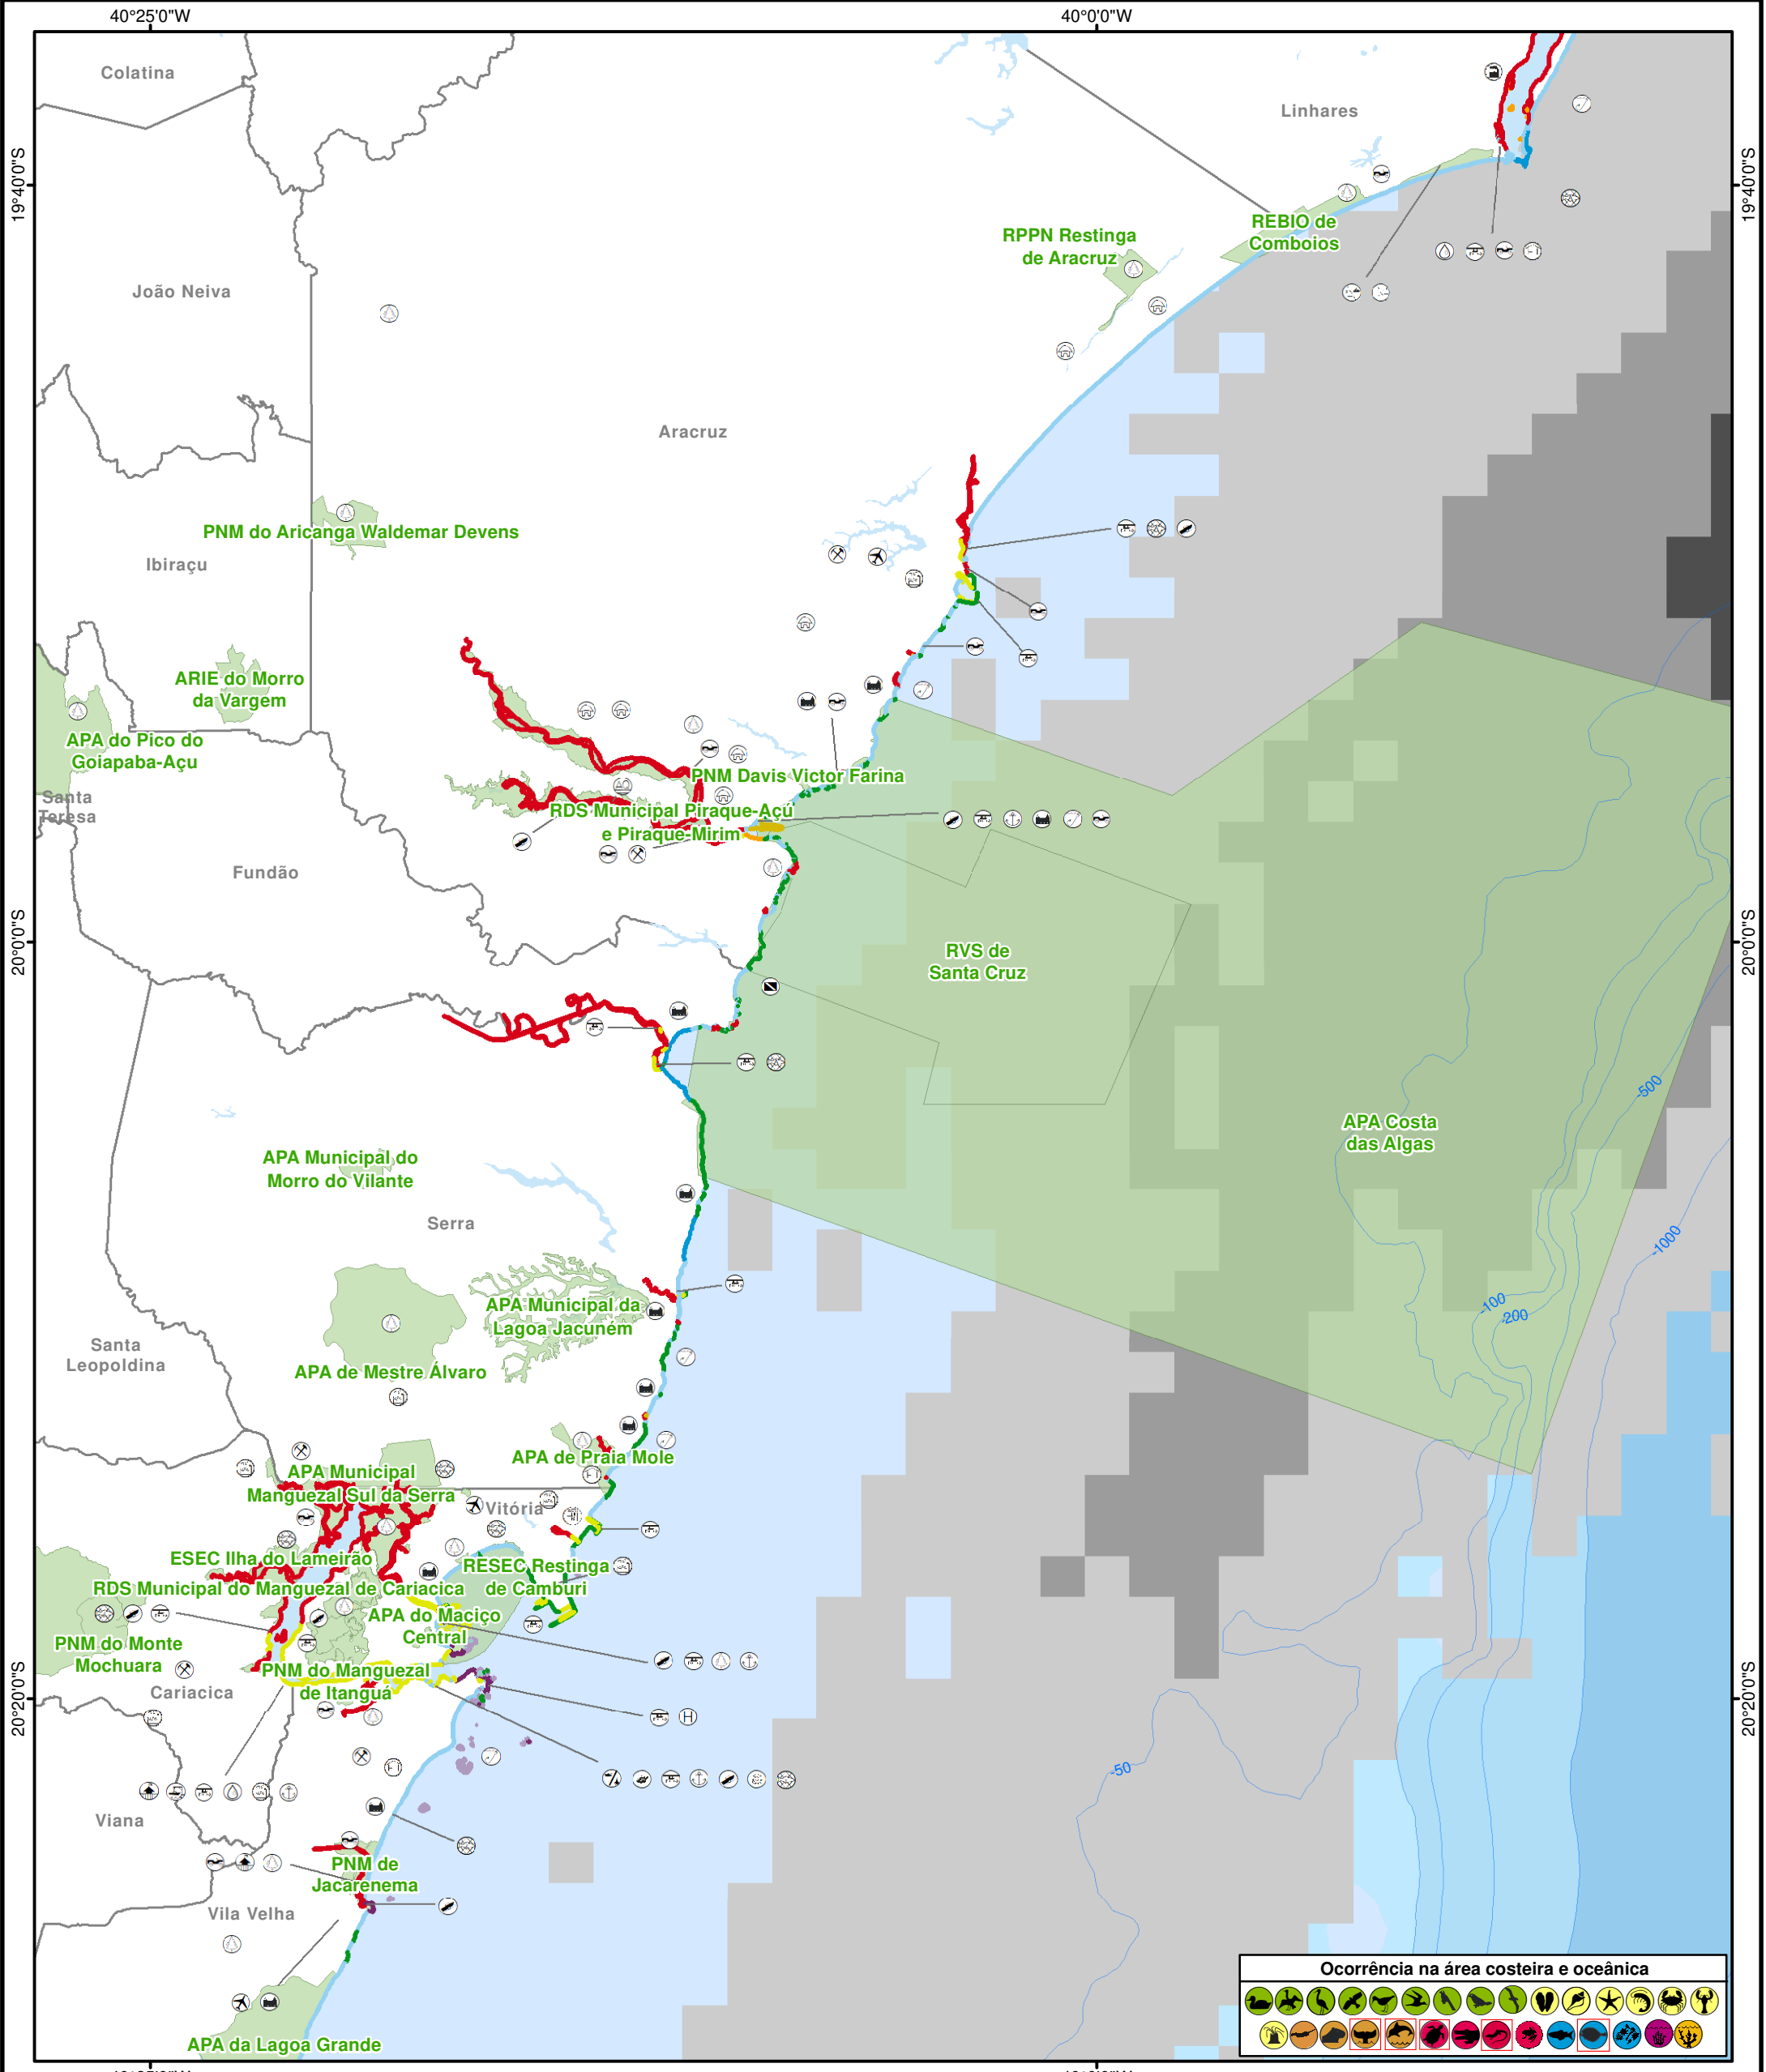 40°25'0"W
40°0'0"W
Colatina
Linhares
19°40'0"S
19°40'0"S
REBIO de
Comboios
RPPN Restinga
de Aracruz
João Neiva
Aracruz
PNM do Aricanga Waldemar Devens
Ibiraçu
ARIE do Morro
da Vargem
APA do Pico do
Goiapaba-Açu
PNM Davis Victor Farina
Santa
Teresa
RDS Municipal Piraque-Açú
e Piraque-Mirim
Fundão
20°0'0"S
20°0'0"S
RVS de
Santa Cruz
-500
APA Costa
das Algas
APA Municipal do
Morro do Vilante
Serra
-1000
-100
-200
APA Municipal da
Lagoa Jacuném
Santa
Leopoldina
APA de Mestre Álvaro
APA de Praia Mole
APA Municipal
Manguezal Sul da Serra
Vitória
ESEC Ilha do Lameirão
RESEC Restinga
de Camburi
RDS Municipal do Manguezal de Cariacica
APA do Maciço
Central
PNM do Monte
Mochuara
PNM do Manguezal
de Itanguá
Cariacica
20°20'0"S
20°20'0"S
H
-50
Viana
PNM de
Jacarenema
Vila Velha
Ocorrência na área costeira e oceânica
APA da Lagoa Grande